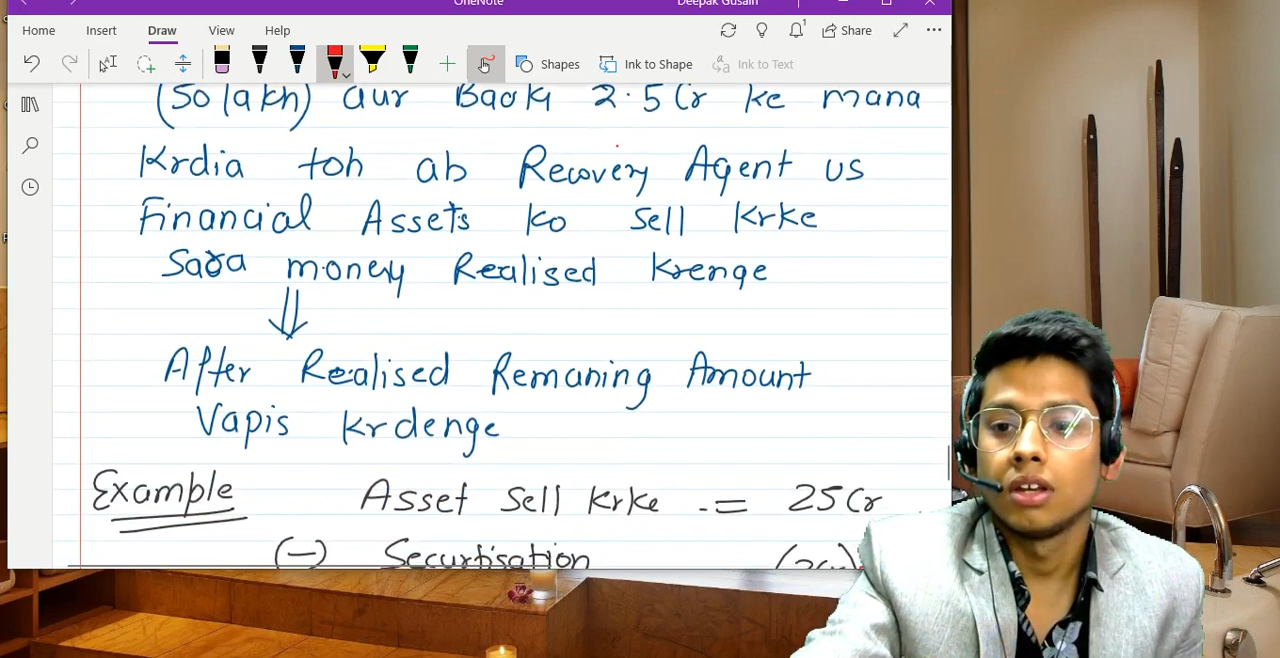 OneNote
Deepak Gusain
Home Insert Draw View Help
Share
Shapes Ink to Shape Ink to Text
(50 lakh) aur Baaki 2.5 Cr ke mana
Krdia toh ab Recovery Agent us
Financial Assets ko sell krke
Sara money Realised Krenge
After Realised Remaning Amount
Vapis krdenge
Example Asset Sell krke = 25 Cr
(-) Securtisation